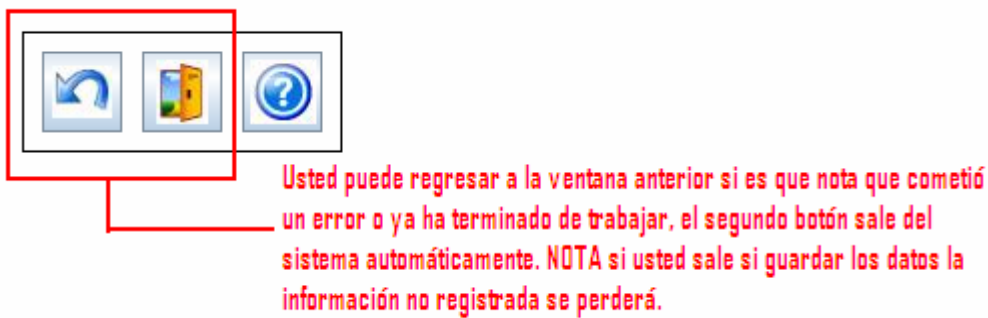 ?
Usted puede regresar a la ventana anterior si es que nota que cometió
un error o ya ha terminado de trabajar, el segundo botón sale del
sistema automáticamente. NOTA si usted sale si guardar los datos la
información no registrada se perderá.